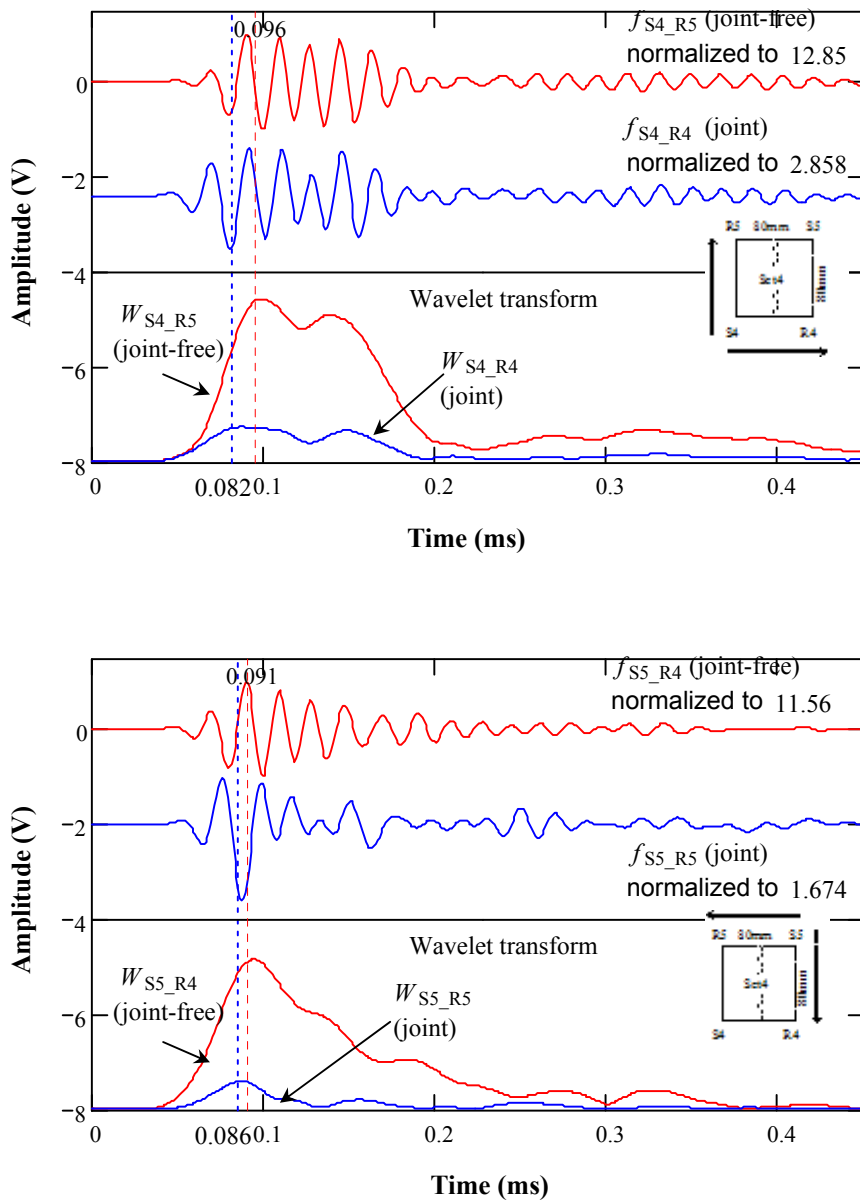 0.096
f S4_R5 (joint-free)
normalized to 12.85
0
f S4_R4 (joint)
normalized to 2.858
−2
R5 80mm S5
Set4
80mm
S4 R4
Amplitude (V)
−4
Wavelet transform
W S4_R5
(joint-free)
W S4_R4
(joint)
−6
−8
0 0.082 0.1 0.2 0.3 0.4
Time (ms)
0.091
f S5_R4 (joint-free)
normalized to 11.56
0
−2
f S5_R5 (joint)
normalized to 1.674
Amplitude (V)
−4
Wavelet transform
R5 80mm S5
Set4
80mm
S4 R4
W S5_R4
(joint-free)
W S5_R5
(joint)
−6
−8
0 0.086 0.1 0.2 0.3 0.4
Time (ms)